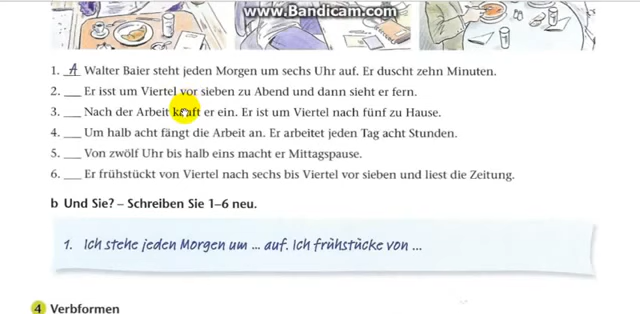 www.Bandicam.com
1. A Walter Baier steht jeden Morgen um sechs Uhr auf. Er duscht zehn Minuten.
2. ___ Er isst um Viertel vor sieben zu Abend und dann sieht er fern.
3. ___ Nach der Arbeit kauft er ein. Er ist um Viertel nach fünf zu Hause.
4. ___ Um halb acht fängt die Arbeit an. Er arbeitet jeden Tag acht Stunden.
5. ___ Von zwölf Uhr bis halb eins macht er Mittagspause.
6. ___ Er frühstückt von Viertel nach sechs bis Viertel vor sieben und liest die Zeitung.
b Und Sie? – Schreiben Sie 1–6 neu.
1. Ich stehe jeden Morgen um ... auf. Ich frühstücke von ...
4 Verbformen